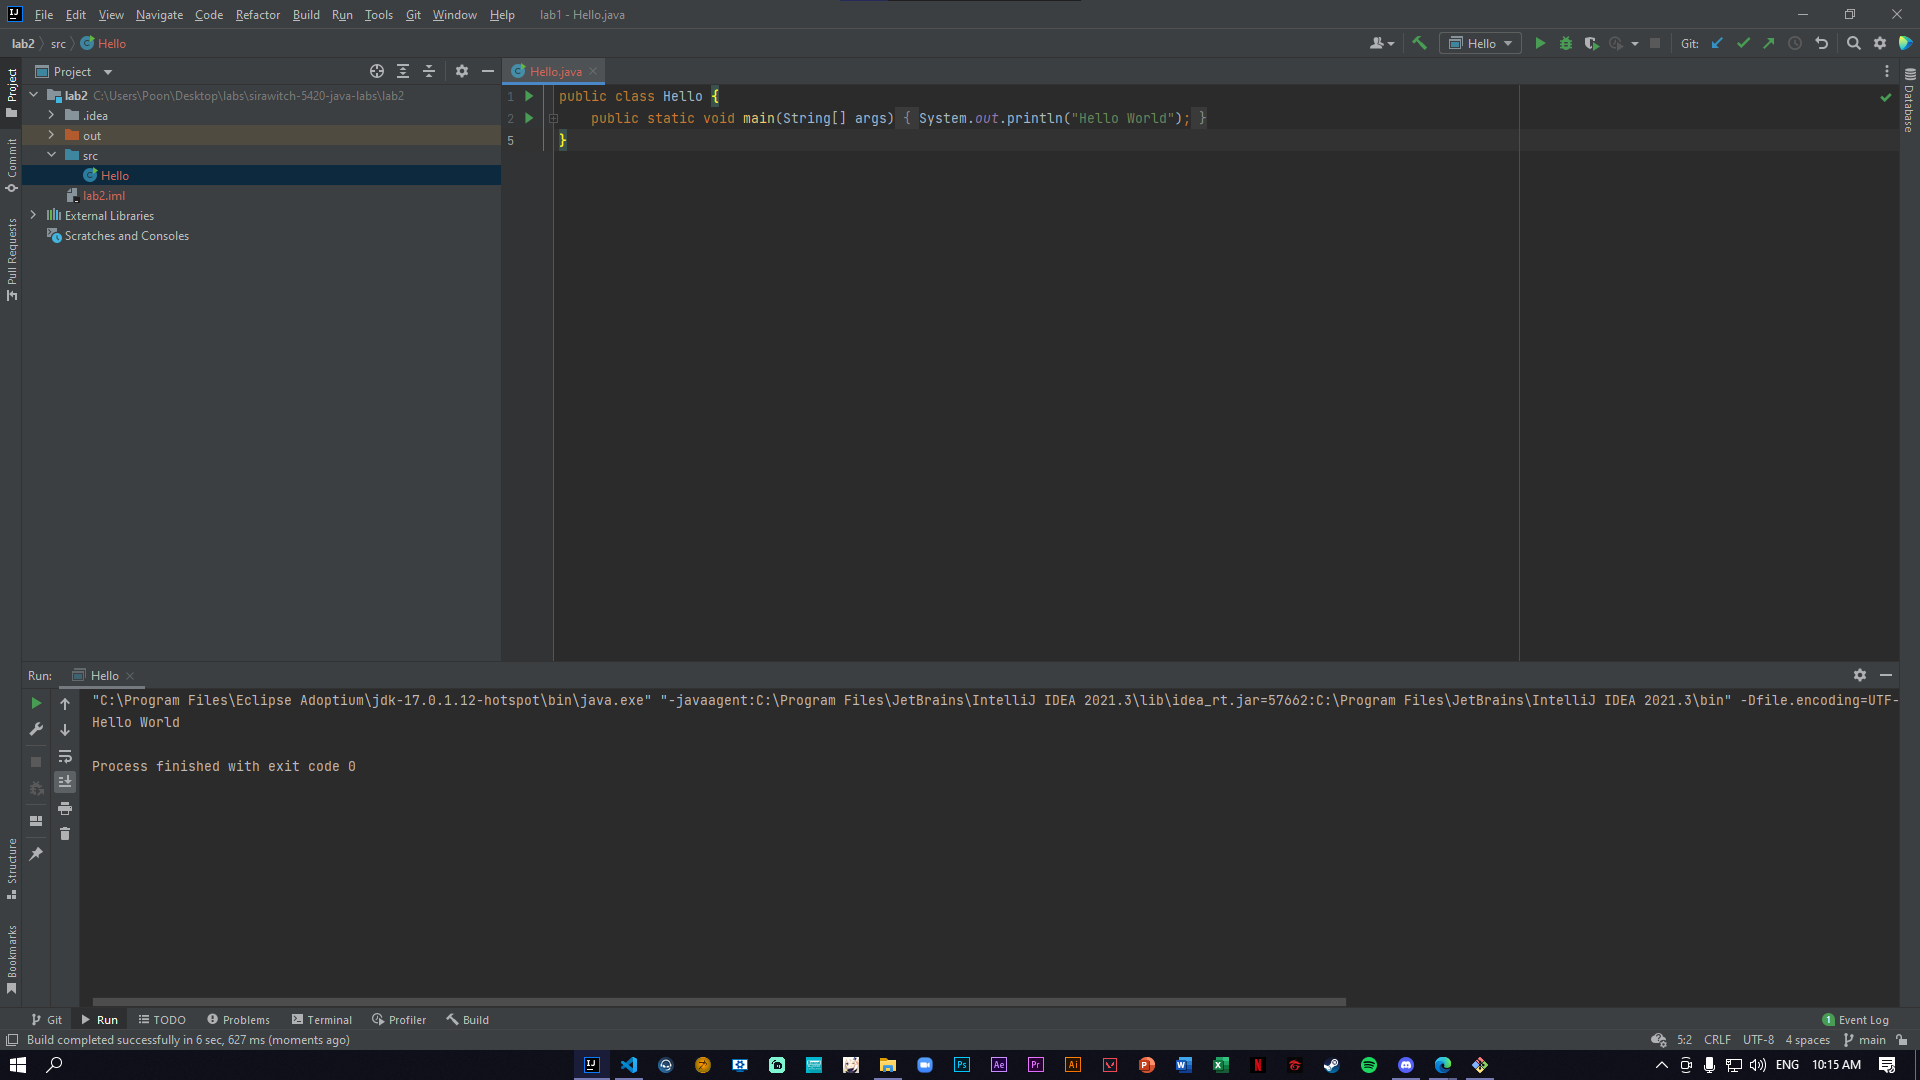 File Edit View Navigate Code Refactor Build Run Tools Git Window Help lab1 - Hello.java
lab2 src Hello
Hello
Git:
Project
Project
lab2 C:\Users\Poon\Desktop\labs\sirawitch-5420-java-labs\lab2
.idea
out
src
Hello
lab2.iml
External Libraries
Scratches and Consoles
Commit
Pull Requests
Structure
Bookmarks
Hello.java
1 public class Hello {
2 public static void main(String[] args) { System.out.println("Hello World"); }
5 }
Database
Run: Hello
"C:\Program Files\Eclipse Adoptium\jdk-17.0.1.12-hotspot\bin\java.exe" "-javaagent:C:\Program Files\JetBrains\IntelliJ IDEA 2021.3\lib\idea_rt.jar=57662:C:\Program Files\JetBrains\IntelliJ IDEA 2021.3\bin" -Dfile.encoding=UTF-
Hello World
Process finished with exit code 0
Git Run TODO Problems Terminal Profiler Build
1 Event Log
Build completed successfully in 6 sec, 627 ms (moments ago)
5:2 CRLF UTF-8 4 spaces main
ENG 10:15 AM